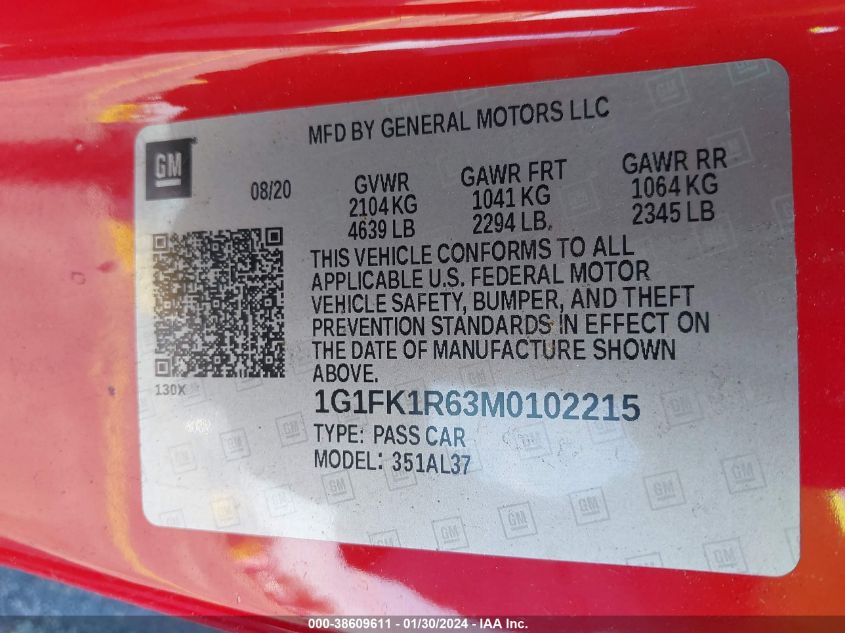 MFD BY GENERAL MOTORS LLC
GM
08/20
GVWR
2104 KG
4639 LB
GAWR FRT
1041 KG
2294 LB.
GAWR RR
1064 KG
2345 LB
THIS VEHICLE CONFORMS TO ALL
APPLICABLE U.S. FEDERAL MOTOR
VEHICLE SAFETY, BUMPER, AND THEFT
PREVENTION STANDARDS IN EFFECT ON
THE DATE OF MANUFACTURE SHOWN
ABOVE.
130X
1G1FK1R63M0102215
TYPE: PASS CAR
MODEL: 351AL37
000-38609611 - 01/30/2024 - IAA Inc.